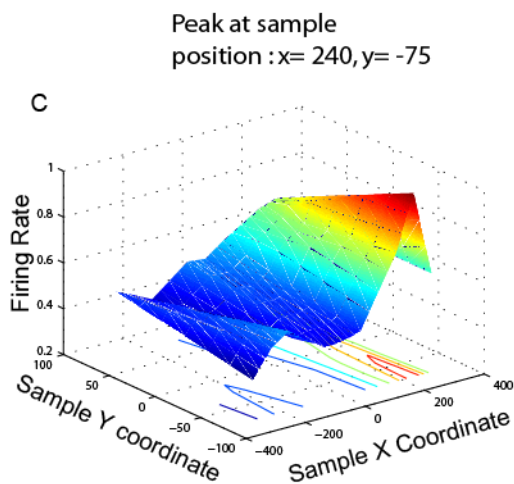 Peak at sample
position : x= 240, y= -75
C
Firing Rate
1
0.8
0.6
0.4
0.2
100
50
0
−50
−100
Sample Y coordinate
−400
−200
0
200
400
Sample X Coordinate